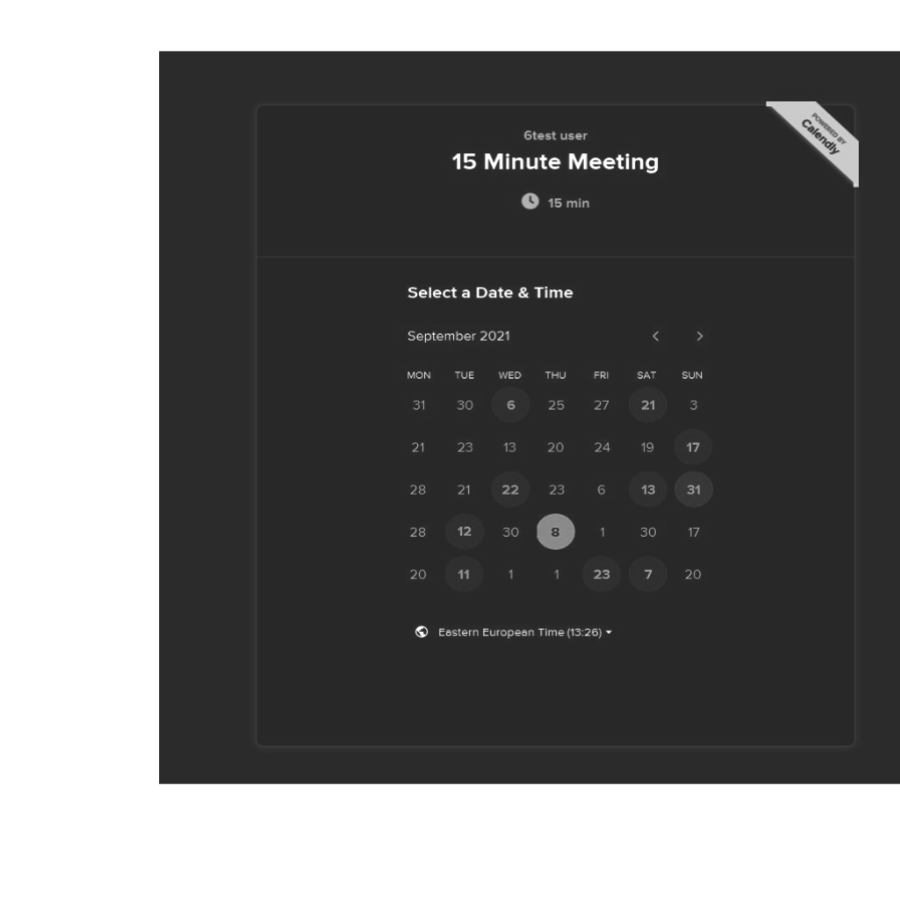 POWERED BY
Calendly
6test user
15 Minute Meeting
15 min
Select a Date & Time
September 2021
MON TUE WED THU FRI SAT SUN
31 30 6 25 27 21 3
21 23 13 20 24 19 17
28 21 22 23 6 13 31
28 12 30 8 1 30 17
20 11 1 1 23 7 20
Eastern European Time (13:26)